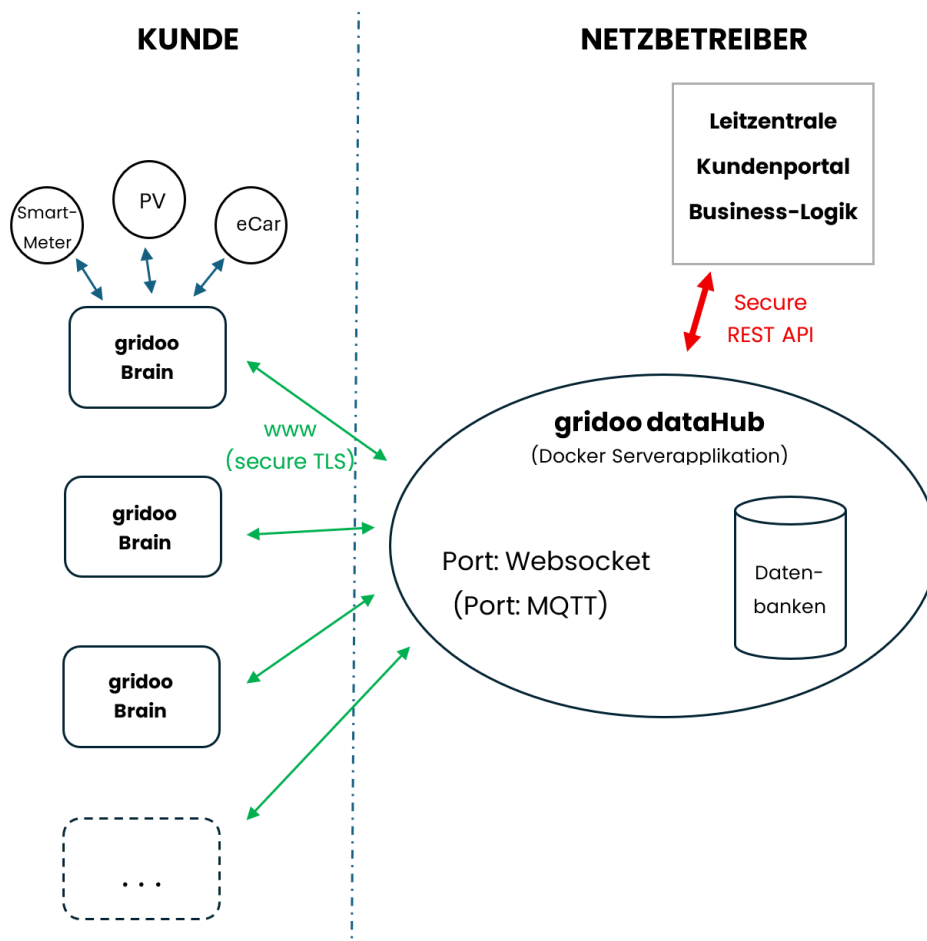 KUNDE
NETZBETREIBER
Leitzentrale
Kundenportal
Business-Logik
Smart-
Meter
PV
eCar
Secure
REST API
gridoo
Brain
www
(secure TLS)
gridoo dataHub
(Docker Serverapplikation)
gridoo
Brain
Port: Websocket
(Port: MQTT)
Daten-
banken
gridoo
Brain
. . .